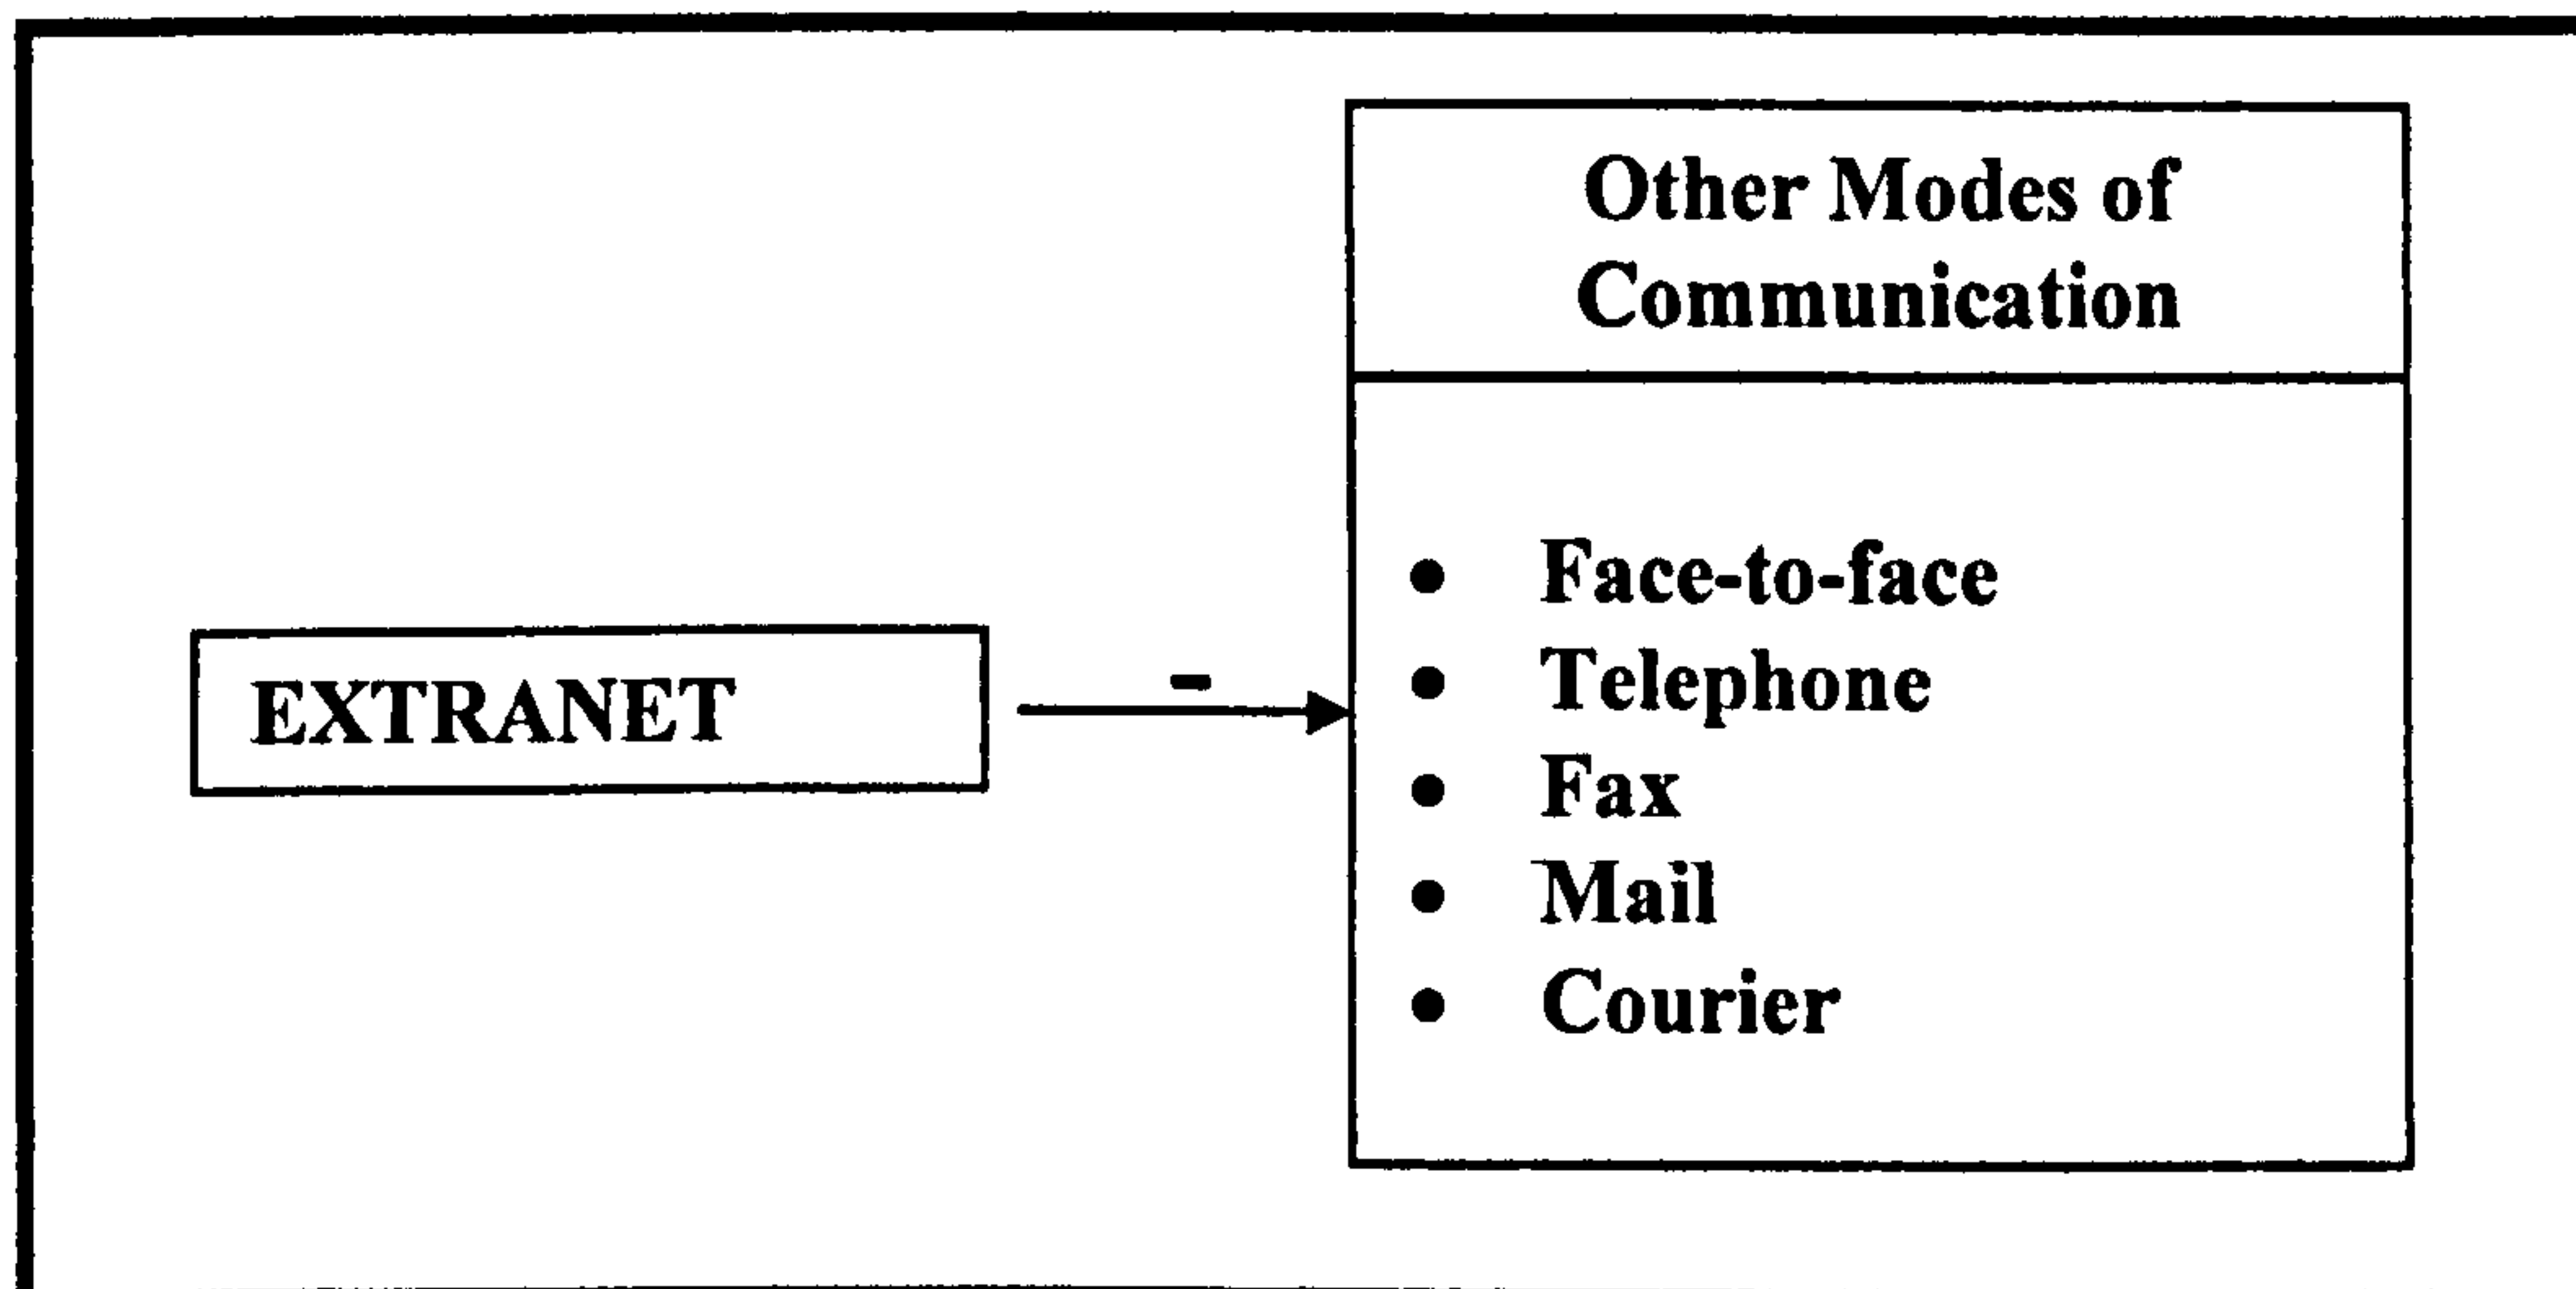 Other Modes of
Communication
• Face-to-face
• Telephone
EXTRANET
-
• Fax
• Mail
• Courier